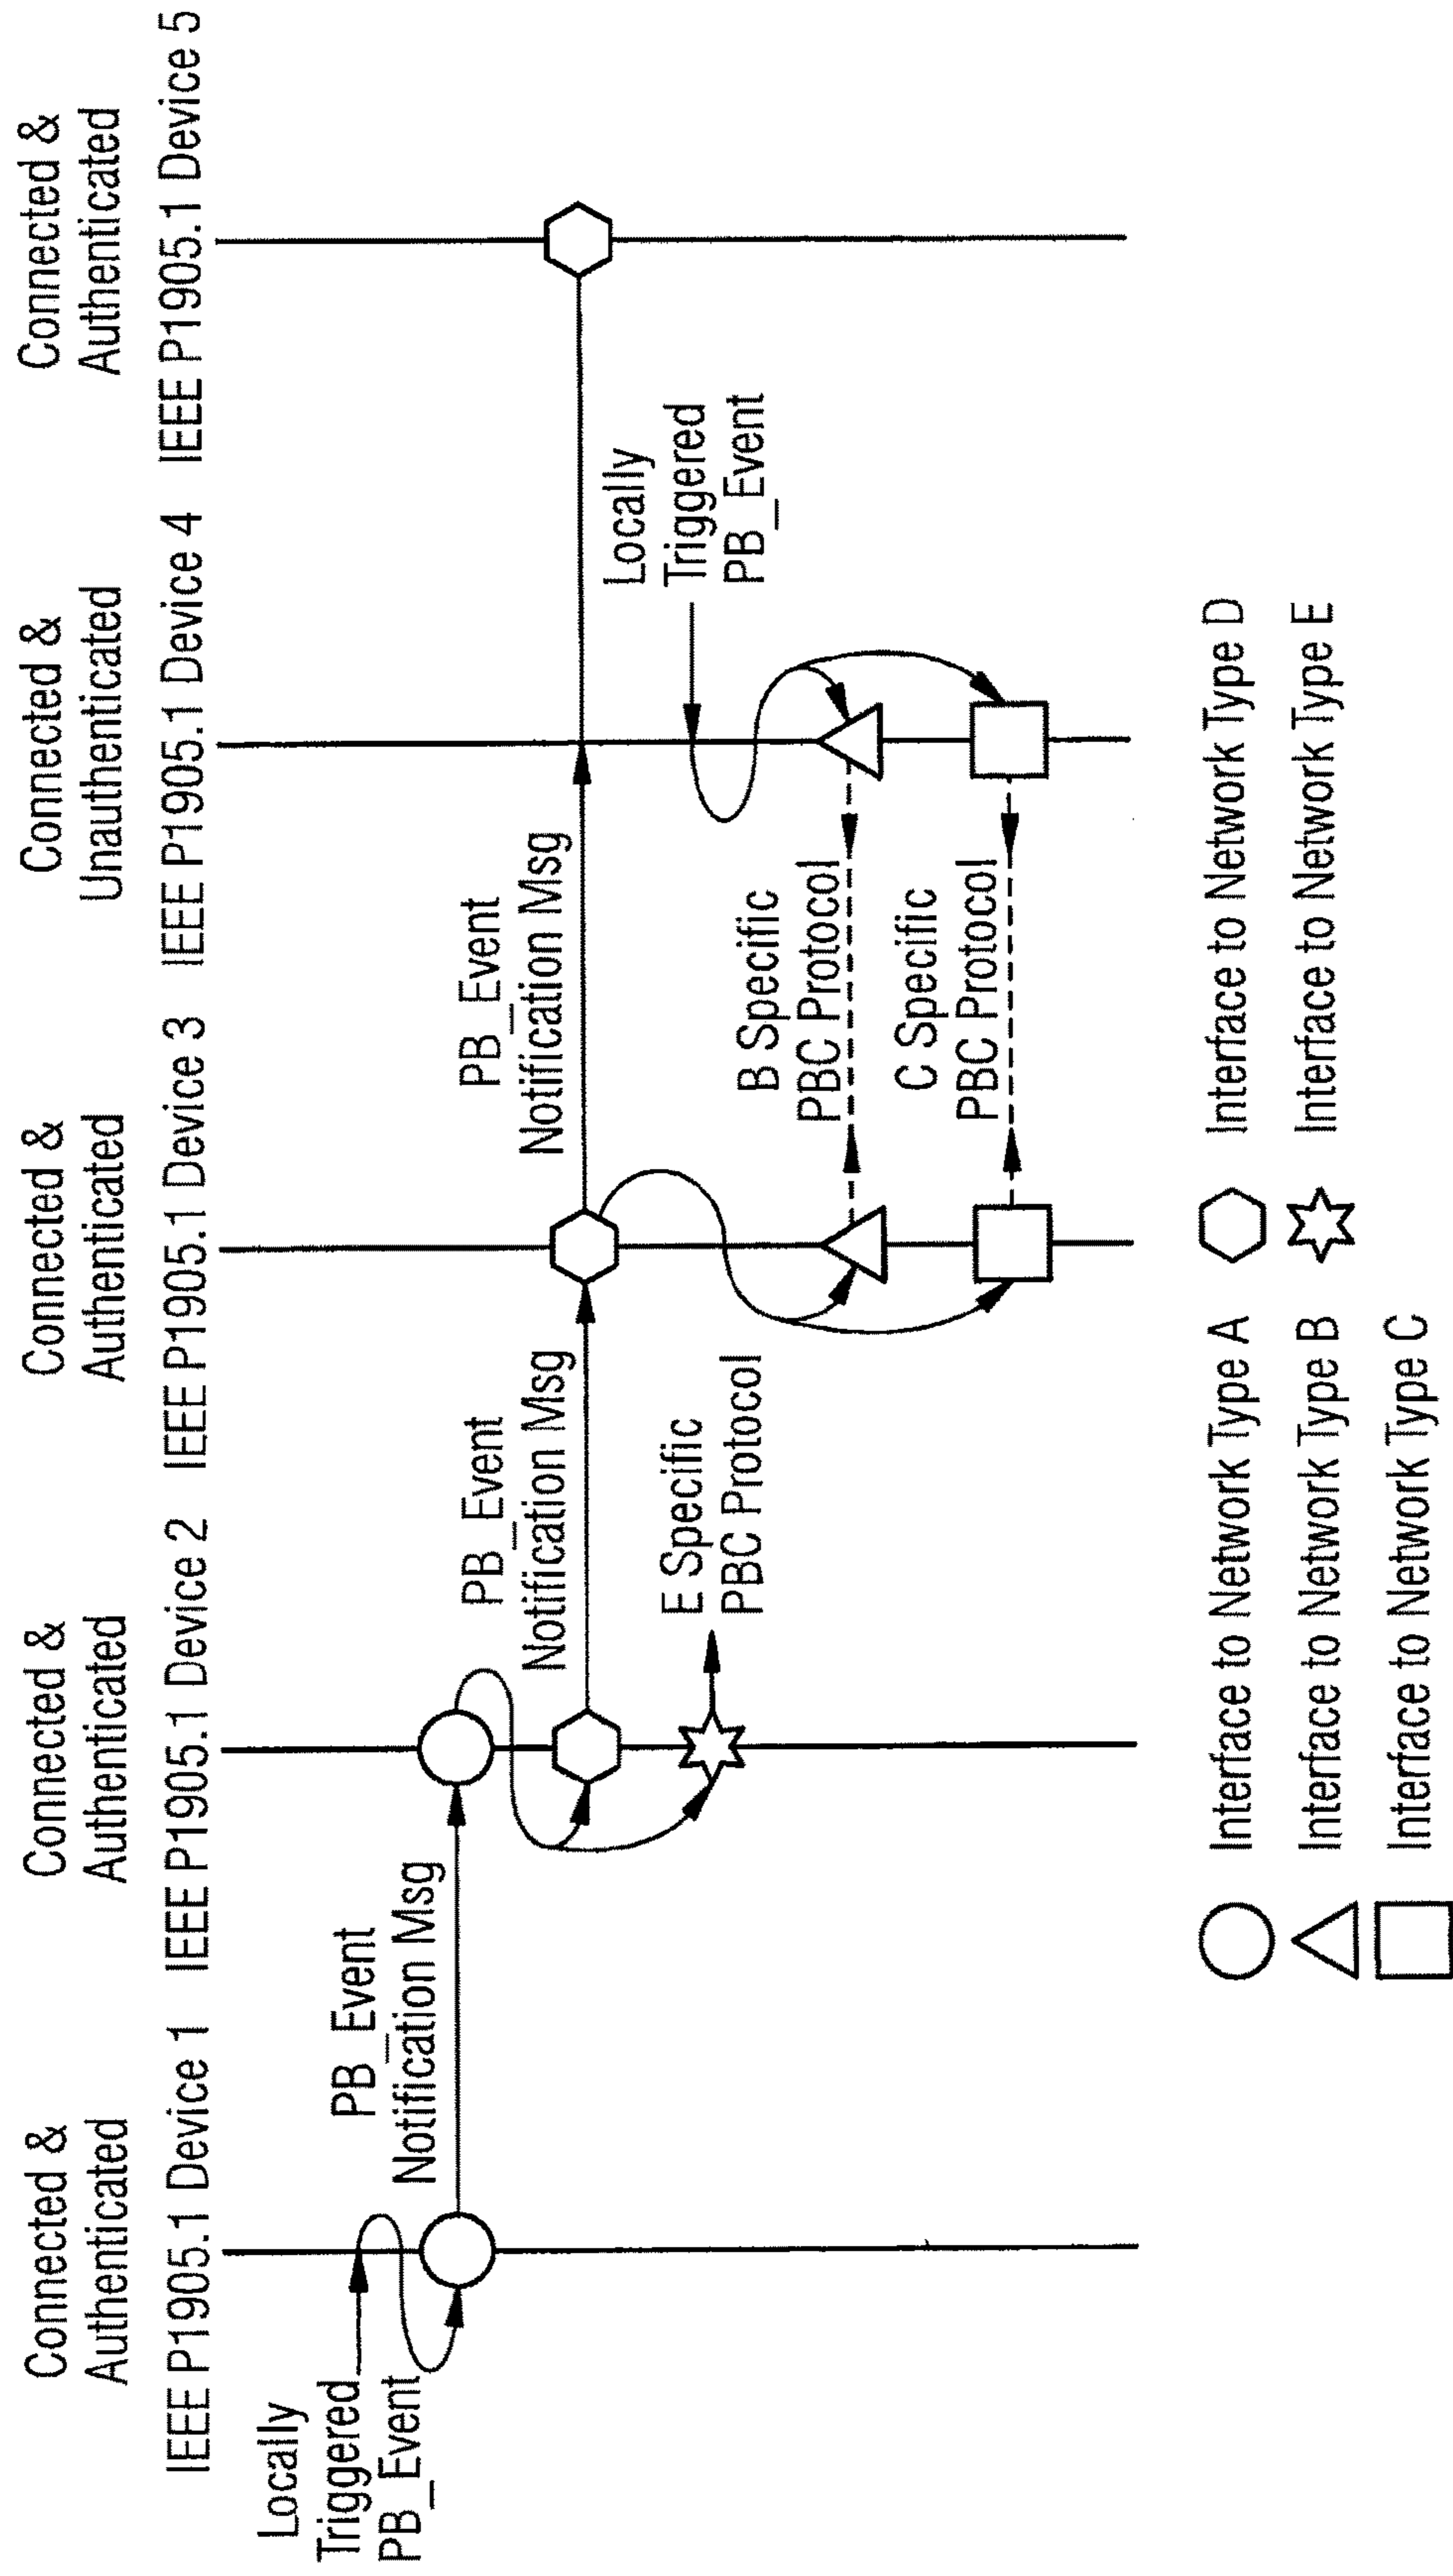 Connected &
Authenticated
IEEE P1905.1 Device 1
Connected &
Authenticated
IEEE P1905.1 Device 2
Connected &
Authenticated
IEEE P1905.1 Device 3
Connected &
Unauthenticated
IEEE P1905.1 Device 4
Connected &
Authenticated
IEEE P1905.1 Device 5
Locally
Triggered
PB_Event
PB_Event
Notification Msg
PB_Event
Notification Msg
PB_Event
Notification Msg
E Specific
PBC Protocol
Locally
Triggered
PB_Event
B Specific
PBC Protocol
C Specific
PBC Protocol
Interface to Network Type A
Interface to Network Type B
Interface to Network Type C
Interface to Network Type D
Interface to Network Type E